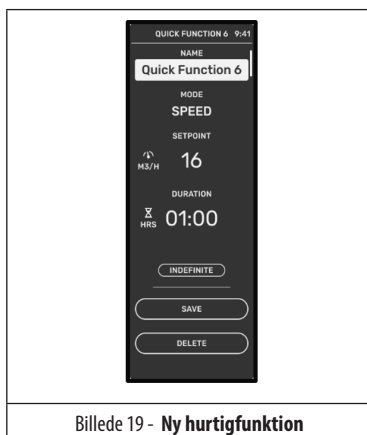 QUICK FUNCTION 6 9:41
NAME
Quick Function 6
MODE
SPEED
SETPOINT
M3/H 16
DURATION
HRS 01:00
INDEFINITE
SAVE
DELETE
Billede 19 - Ny hurtigfunktion